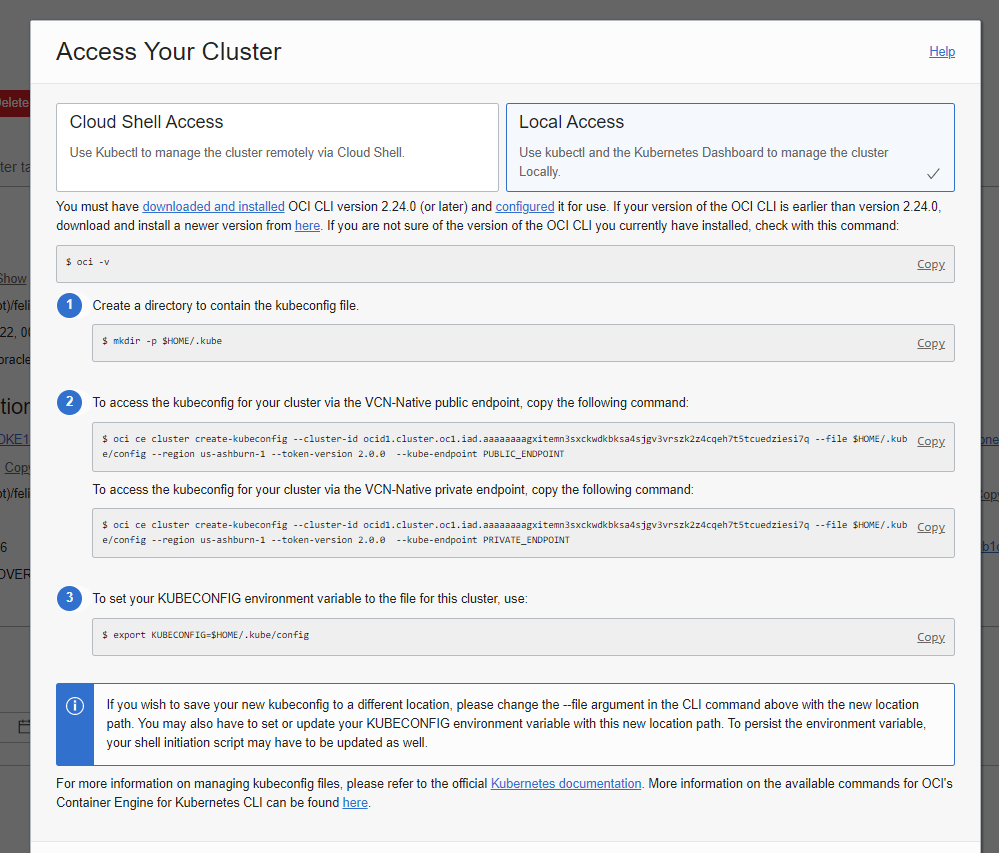 Access Your Cluster
Help
Cloud Shell Access
Use Kubectl to manage the cluster remotely via Cloud Shell.
Local Access
Use kubectl and the Kubernetes Dashboard to manage the cluster
Locally.
You must have downloaded and installed OCI CLI version 2.24.0 (or later) and configured it for use. If your version of the OCI CLI is earlier than version 2.24.0,
download and install a newer version from here. If you are not sure of the version of the OCI CLI you currently have installed, check with this command:
$ oci -v
Copy
1 Create a directory to contain the kubeconfig file.
$ mkdir -p $HOME/.kube
Copy
2 To access the kubeconfig for your cluster via the VCN-Native public endpoint, copy the following command:
$ oci ce cluster create-kubeconfig --cluster-id ocid1.cluster.oc1.iad.aaaaaaaagxitemn3sxckwdkbksa4sjgv3vrszk2z4cqeh7t5tcuedziesi7q --file $HOME/.kub
e/config --region us-ashburn-1 --token-version 2.0.0  --kube-endpoint PUBLIC_ENDPOINT
Copy
To access the kubeconfig for your cluster via the VCN-Native private endpoint, copy the following command:
$ oci ce cluster create-kubeconfig --cluster-id ocid1.cluster.oc1.iad.aaaaaaaagxitemn3sxckwdkbksa4sjgv3vrszk2z4cqeh7t5tcuedziesi7q --file $HOME/.kub
e/config --region us-ashburn-1 --token-version 2.0.0  --kube-endpoint PRIVATE_ENDPOINT
Copy
3 To set your KUBECONFIG environment variable to the file for this cluster, use:
$ export KUBECONFIG=$HOME/.kube/config
Copy
If you wish to save your new kubeconfig to a different location, please change the --file argument in the CLI command above with the new location
path. You may also have to set or update your KUBECONFIG environment variable with this new location path. To persist the environment variable,
your shell initiation script may have to be updated as well.
For more information on managing kubeconfig files, please refer to the official Kubernetes documentation. More information on the available commands for OCI's
Container Engine for Kubernetes CLI can be found here.
Show